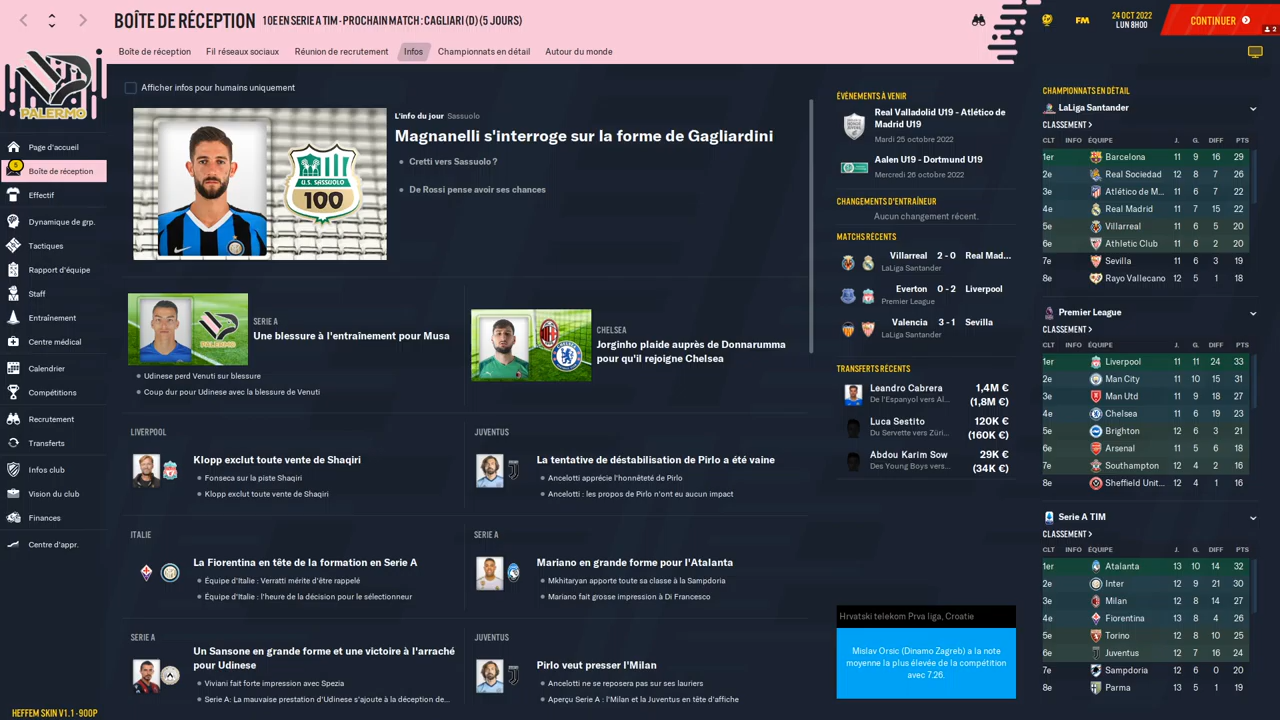 BOÎTE DE RÉCEPTION
10E EN SERIE A TIM - PROCHAIN MATCH : CAGLIARI (D) (5 JOURS)
FM
24 OCT 2022
LUN 8H00
CONTINUER
2
Boîte de réception
Fil réseaux sociaux
Réunion de recrutement
Infos
Championnats en détail
Autour du monde
PALERMO
Page d'accueil
5
Boîte de réception
Effectif
Dynamique de grp.
Tactiques
Rapport d'équipe
Staff
Entraînement
Centre médical
Calendrier
Compétitions
Recrutement
Transferts
Infos club
Vision du club
Finances
Centre d'appr.
HEFFEM SKIN V1.1 -900P
Afficher infos pour humains uniquement
U.S. SASSUOLO
100
L'info du jour Sassuolo
Magnanelli s'interroge sur la forme de Gagliardini
Cretti vers Sassuolo ?
De Rossi pense avoir ses chances
SERIE A
Une blessure à l'entraînement pour Musa
Udinese perd Venuti sur blessure
Coup dur pour Udinese avec la blessure de Venuti
CHELSEA
Jorginho plaide auprès de Donnarumma
pour qu'il rejoigne Chelsea
LIVERPOOL
Klopp exclut toute vente de Shaqiri
Fonseca sur la piste Shaqiri
Klopp exclut toute vente de Shaqiri
JUVENTUS
La tentative de déstabilisation de Pirlo a été vaine
Ancelotti apprécie l'honnêteté de Pirlo
Ancelotti : les propos de Pirlo n'ont eu aucun impact
ITALIE
La Fiorentina en tête de la formation en Serie A
Équipe d'Italie : Verratti mérite d'être rappelé
Équipe d'Italie : l'heure de la décision pour le sélectionneur
SERIE A
Mariano en grande forme pour l'Atalanta
Mkhitaryan apporte toute sa classe à la Sampdoria
Mariano fait grosse impression à Di Francesco
SERIE A
Un Sansone en grande forme et une victoire à l'arraché
pour Udinese
Viviani fait forte impression avec Spezia
Serie A: La mauvaise prestation d'Udinese s'ajoute à la déception de...
JUVENTUS
Pirlo veut presser l'Milan
Ancelotti ne se reposera pas sur ses lauriers
Aperçu Serie A : l'Milan et la Juventus en tête d'affiche
ÉVÉNEMENTS À VENIR
Real Valladolid U19 - Atlético de
Madrid U19
Mardi 25 octobre 2022
Aalen U19 - Dortmund U19
Mercredi 26 octobre 2022
CHANGEMENTS D'ENTRAÎNEUR
Aucun changement récent.
MATCHS RÉCENTS
Villarreal 2 - 0 Real Mad...
LaLiga Santander
Everton 0 - 2 Liverpool
Premier League
Valencia 3 - 1 Sevilla
LaLiga Santander
TRANSFERTS RÉCENTS
Leandro Cabrera 1,4M €
De l'Espanyol vers Al... (1,8M €)
Luca Sestito 120K €
Du Servette vers Züri... (160K €)
Abdou Karim Sow 29K €
Des Young Boys vers... (34K €)
Hrvatski telekom Prva liga, Croatie
Mislav Orsic (Dinamo Zagreb) a la note
moyenne la plus élevée de la compétition
avec 7.26.
CHAMPIONNATS EN DÉTAIL
LaLiga Santander
CLASSEMENT
CLT INFO ÉQUIPE J. G. DIFF PTS
1er Barcelona 11 9 16 29
2e Real Sociedad 12 8 7 26
3e Atlético de M... 11 6 7 22
4e Real Madrid 11 7 15 22
5e Villarreal 11 6 5 20
6e Athletic Club 11 6 2 20
7e Sevilla 11 6 3 19
8e Rayo Vallecano 12 5 1 18
Premier League
CLASSEMENT
CLT INFO ÉQUIPE J. G. DIFF PTS
1er Liverpool 11 11 24 33
2e Man City 11 10 15 31
3e Man Utd 11 9 18 27
4e Chelsea 11 6 19 23
5e Brighton 12 6 3 21
6e Arsenal 11 5 6 18
7e Southampton 12 4 2 16
8e Sheffield Unit... 12 4 1 16
Serie A TIM
CLASSEMENT
CLT INFO ÉQUIPE J. G. DIFF PTS
1er Atalanta 13 10 14 32
2e Inter 12 9 21 30
3e Milan 12 8 14 27
4e Fiorentina 13 8 4 26
5e Torino 12 8 10 25
6e Juventus 12 7 16 24
7e Sampdoria 12 6 0 20
8e Parma 13 5 1 19